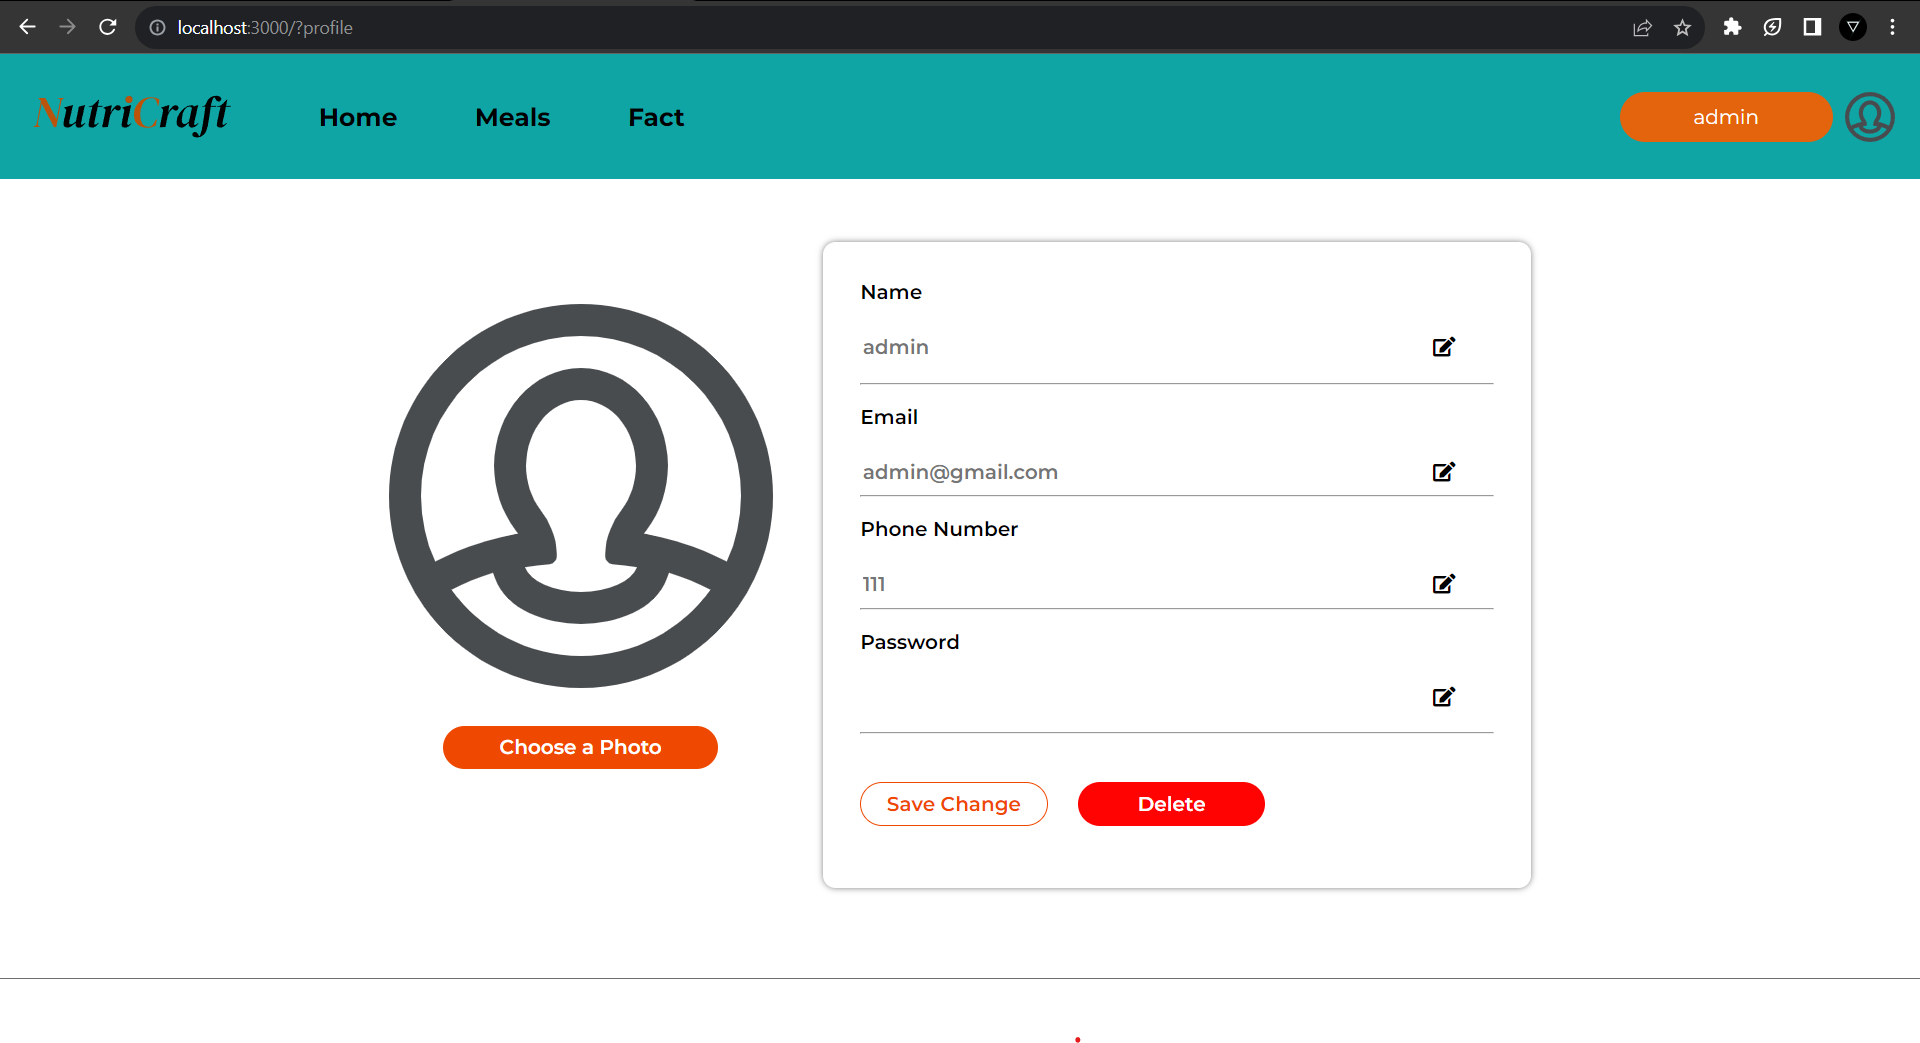 localhost:3000/?profile
NutriCraft
Home
Meals
Fact
admin
Name
admin
Email
admin@gmail.com
Phone Number
111
Password
Choose a Photo
Save Change
Delete